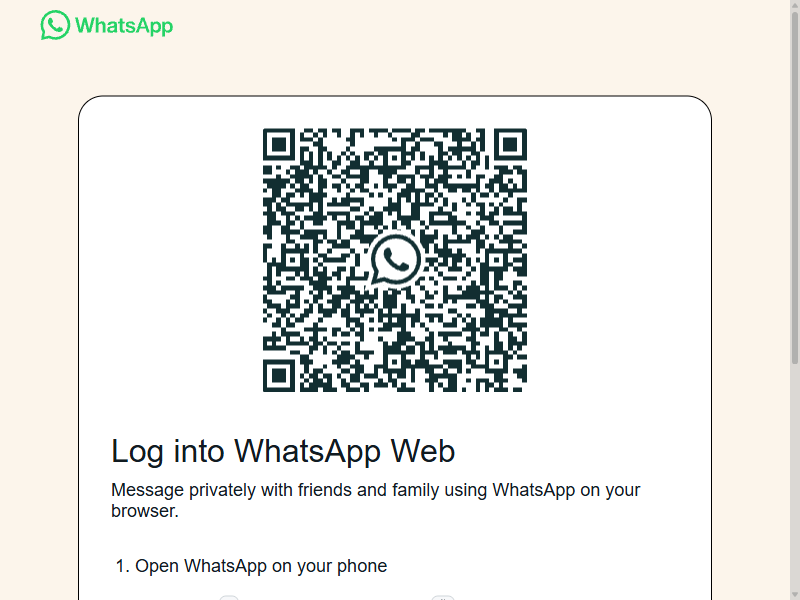 WhatsApp
Log into WhatsApp Web
Message privately with friends and family using WhatsApp on your
browser.
1. Open WhatsApp on your phone